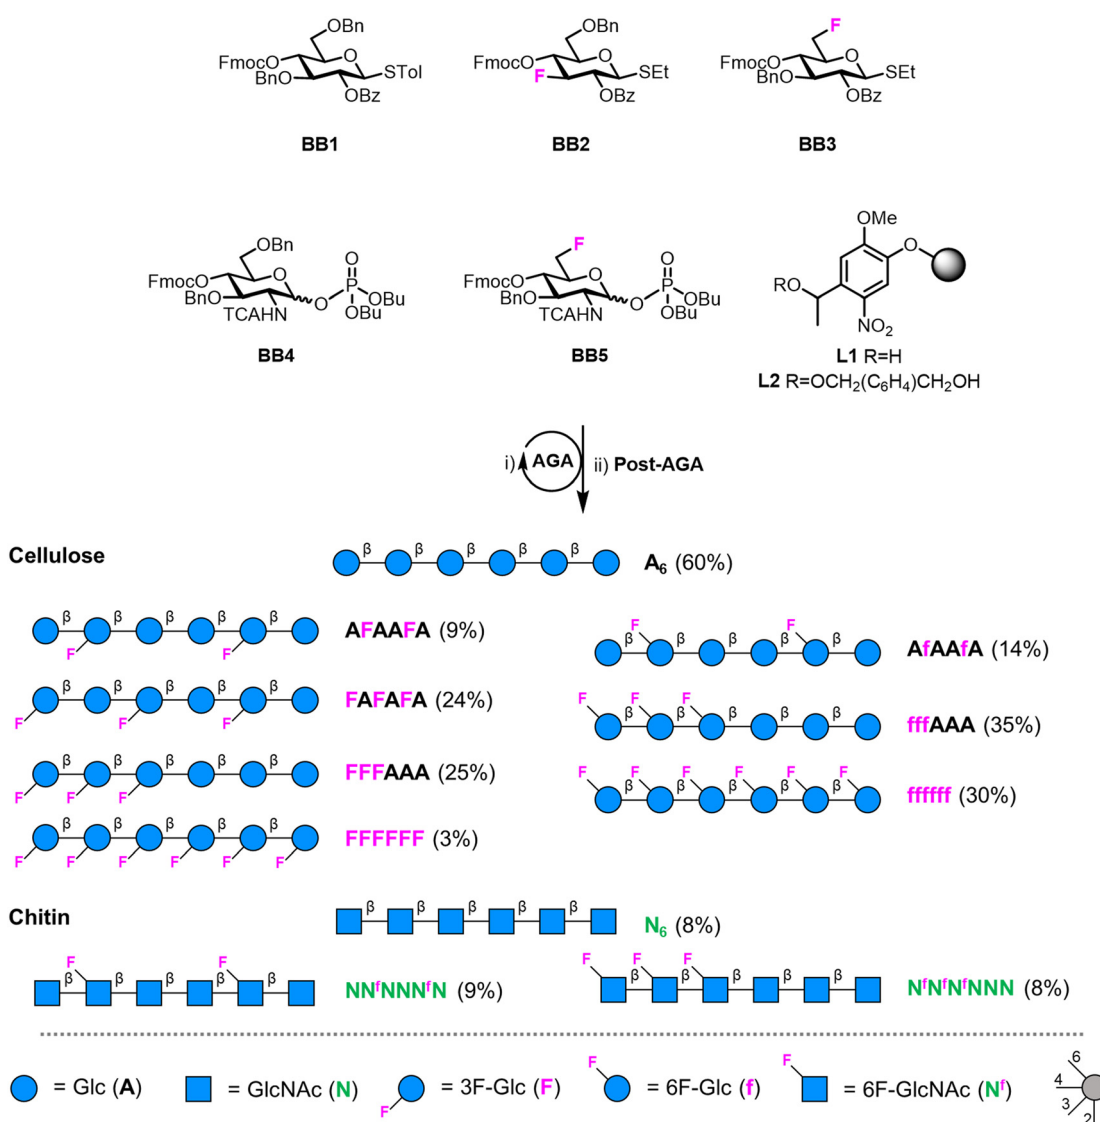 OBn
FmocO
BnO
O
STol
OBz
BB1
OBn
FmocO
F
O
SEt
OBz
BB2
F
FmocO
BnO
O
SEt
OBz
BB3
OBn
FmocO
BnO
O
TCAHN
O
O
P
OBu
OBu
BB4
F
FmocO
BnO
O
TCAHN
O
O
P
OBu
OBu
BB5
OMe
O
RO
NO2
L1 R=H
L2 R=OCH2(C6H4)CH2OH
i) AGA ii) Post-AGA
Cellulose
β β β β β
A6 (60%)
β β β β β
F F
AFAAFA (9%)
F F
β β β β β
AfAAfA (14%)
β β β β β
F F F
FAFAFA (24%)
F F F
β β β β β
fffAAA (35%)
β β β β β
F F F
FFFAAA (25%)
F F F F F F
β β β β β
ffffff (30%)
β β β β β
F F F F F F
FFFFFF (3%)
Chitin
β β β β β
N6 (8%)
F F
β β β β β
NNfNNNfN (9%)
F F F
β β β β β
NfNfNfNNN (8%)
= Glc (A)
= GlcNAc (N)
F
= 3F-Glc (F)
F
= 6F-Glc (f)
F
= 6F-GlcNAc (Nf)
6
4
3
2